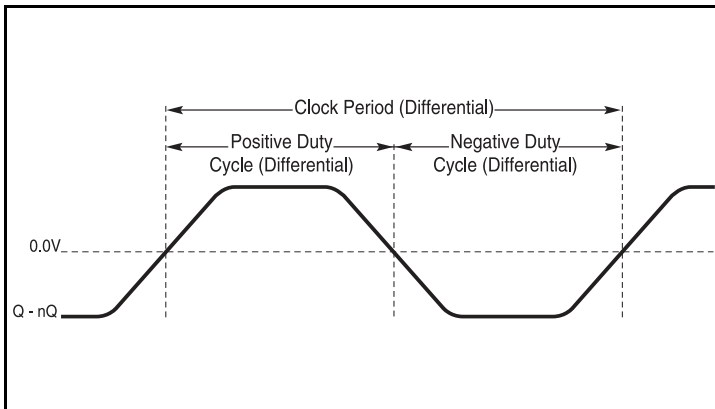 Clock Period (Differential)
Positive Duty
Cycle (Differential)
Negative Duty
Cycle (Differential)
0.0V
Q - nQ